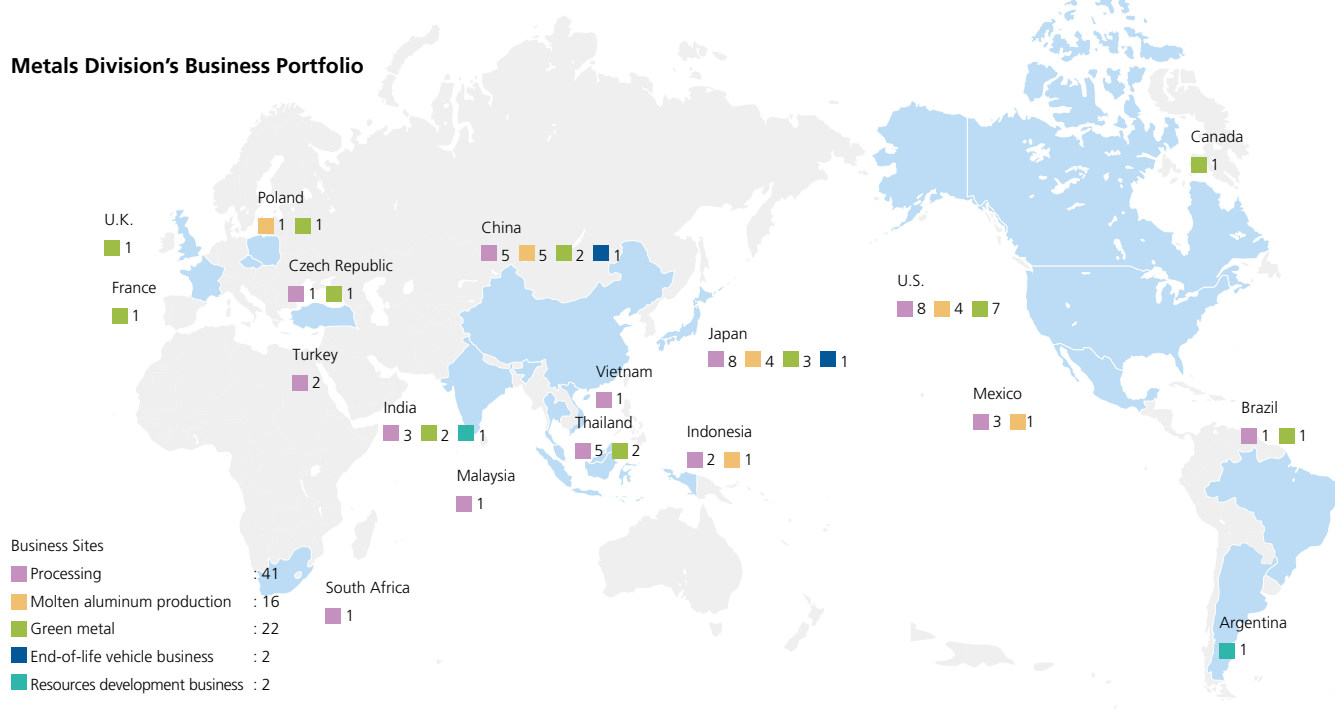 Metals Division's Business Portfolio
Canada
1
Poland
1 1
U.K.
1
China
5 5 2 1
Czech Republic
1 1
France
1
U.S.
8 4 7
Japan
8 4 3 1
Turkey
2
Vietnam
1
Mexico
3 1
India
3 2 1
Brazil
1 1
Thailand
5 2
Indonesia
2 1
Malaysia
1
Business Sites
Processing : 41
Molten aluminum production : 16
Green metal : 22
End-of-life vehicle business : 2
Resources development business : 2
South Africa
1
Argentina
1